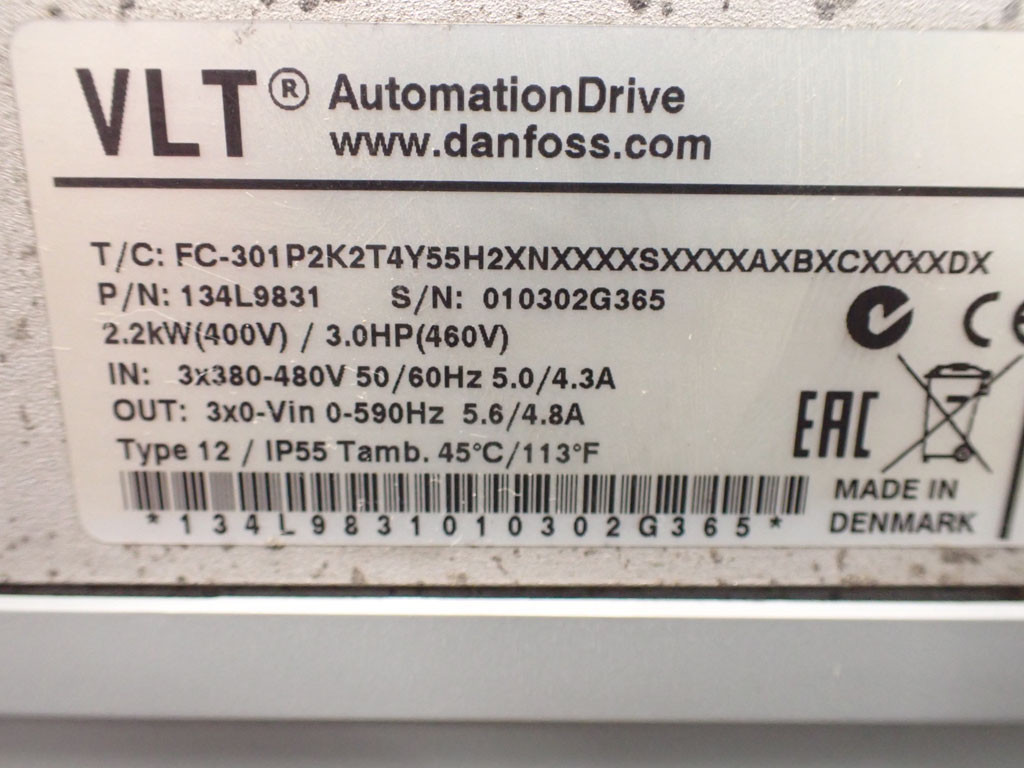 VLT® AutomationDrive
www.danfoss.com
T/C: FC-301P2K2T4Y55H2XNXXXXSXXXXAXBXCXXXXDX
P/N: 134L9831 S/N: 010302G365
2.2kW(400V) / 3.0HP(460V)
IN: 3x380-480V 50/60Hz 5.0/4.3A
OUT: 3x0-Vin 0-590Hz 5.6/4.8A
Type 12 / IP55 Tamb. 45°C/113°F
*134L9831010302G365*
CE
EAC
MADE IN
DENMARK